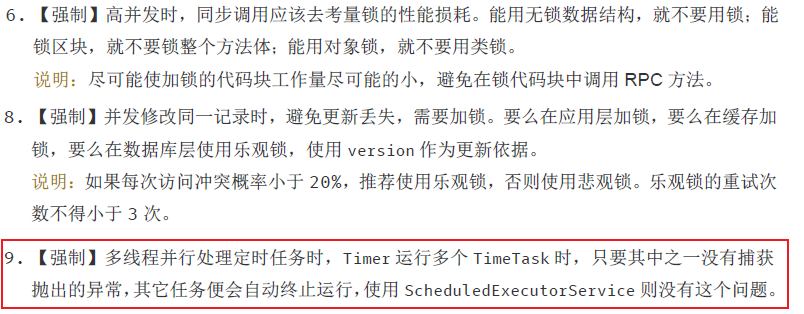 6. 【强制】高并发时，同步调用应该去考量锁的性能损耗。能用无锁数据结构，就不要用锁；能
锁区块，就不要锁整个方法体；能用对象锁，就不要用类锁。
说明：尽可能使加锁的代码块工作量尽可能的小，避免在锁代码块中调用 RPC 方法。
8. 【强制】并发修改同一记录时，避免更新丢失，需要加锁。要么在应用层加锁，要么在缓存加
锁，要么在数据库层使用乐观锁，使用 version 作为更新依据。
说明：如果每次访问冲突概率小于 20%，推荐使用乐观锁，否则使用悲观锁。乐观锁的重试次
数不得小于 3 次。
9. 【强制】多线程并行处理定时任务时，Timer 运行多个 TimeTask 时，只要其中之一没有捕获
抛出的异常，其它任务便会自动终止运行，使用 ScheduledExecutorService 则没有这个问题。